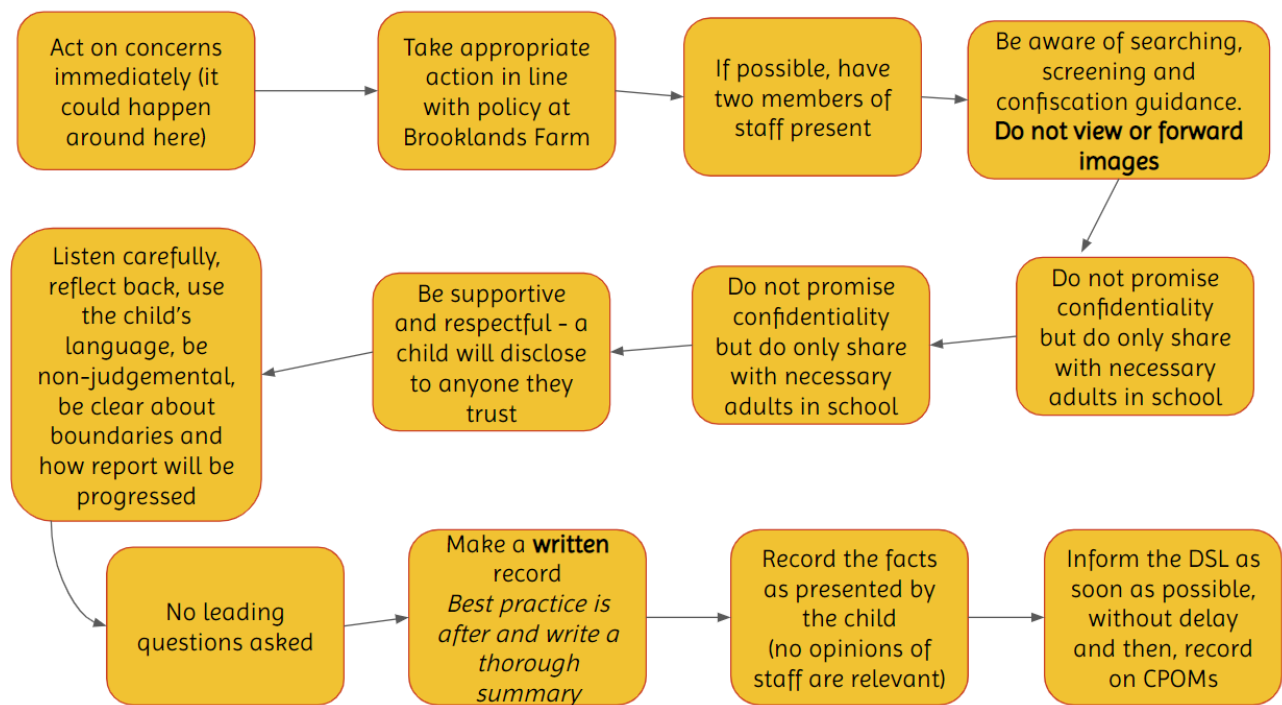 Act on concerns
immediately (it
could happen
around here)
Take appropriate
action in line
with policy at
Brooklands Farm
If possible, have
two members of
staff present
Be aware of searching,
screening and
confiscation guidance.
Do not view or forward
images
Do not promise
confidentiality
but do only share
with necessary
adults in school
Do not promise
confidentiality
but do only share
with necessary
adults in school
Be supportive
and respectful - a
child will disclose
to anyone they
trust
Listen carefully,
reflect back, use
the child's
language, be
non-judgemental,
be clear about
boundaries and
how report will be
progressed
No leading
questions asked
Make a written
record
Best practice is
after and write a
thorough
summary
Record the facts
as presented by
the child
(no opinions of
staff are relevant)
Inform the DSL as
soon as possible,
without delay
and then, record
on CPOMs